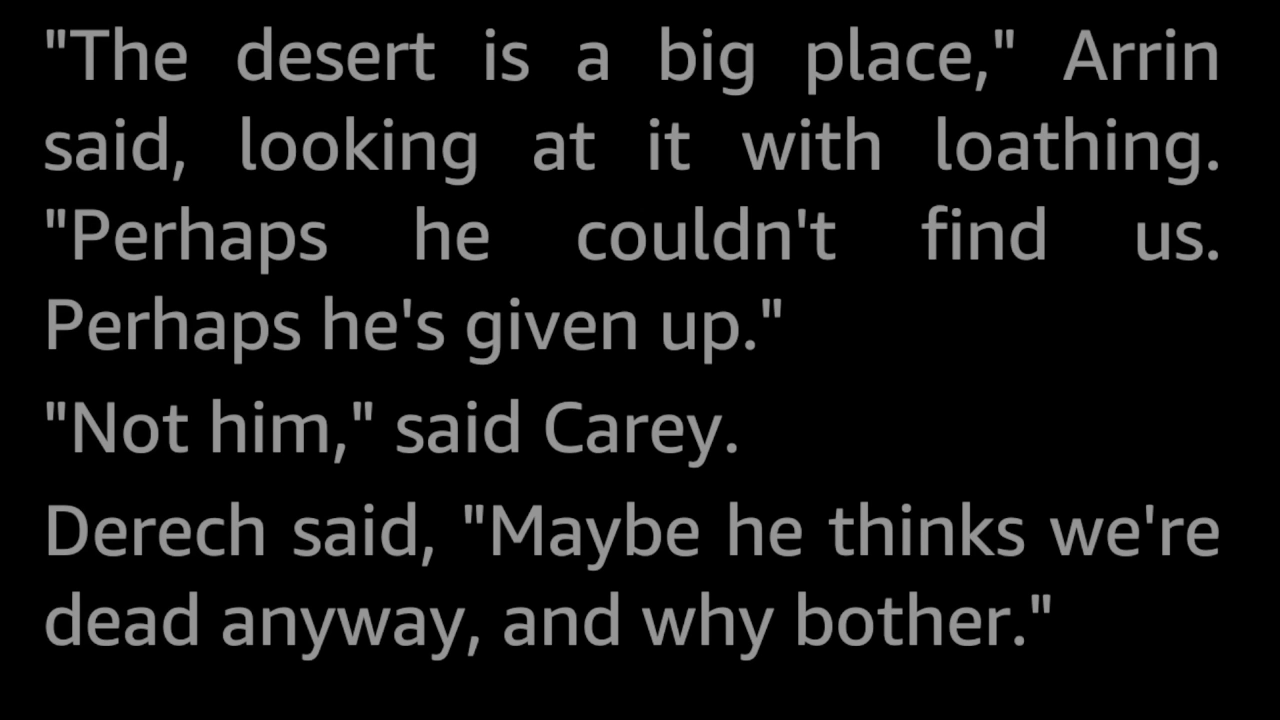 "The desert is a big place," Arrin
said, looking at it with loathing.
"Perhaps he couldn't find us.
Perhaps he's given up."
"Not him," said Carey.
Derech said, "Maybe he thinks we're
dead anyway, and why bother."